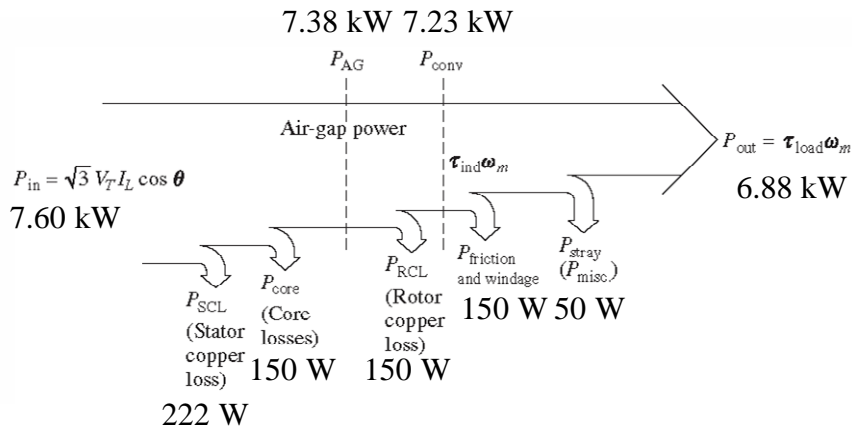 7.38 kW 7.23 kW
P_AG P_conv
Air-gap power
τ_ind ω_m
P_out = τ_load ω_m
6.88 kW
P_in = √3 V_T I_L cos θ
7.60 kW
P_SCL
(Stator
copper
loss)
222 W
P_core
(Core
losses)
150 W
P_RCL
(Rotor
copper
loss)
150 W
P_friction
and windage
150 W
P_stray
(P_misc.)
50 W